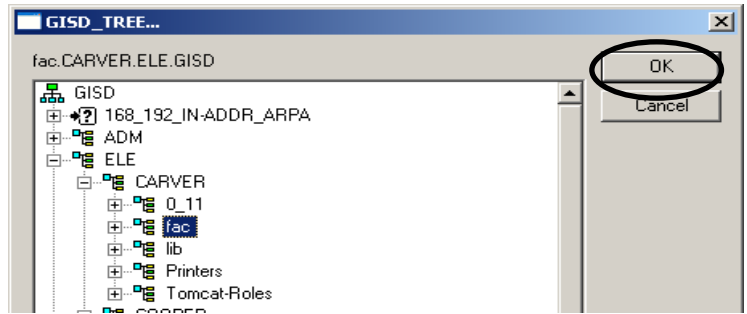 GISD_TREE...
fac.CARVER.ELE.GISD
OK
Cancel
GISD
168_192_IN-ADDR_ARPA
ADM
ELE
CARVER
0_11
fac
lib
Printers
Tomcat-Roles
COOPER